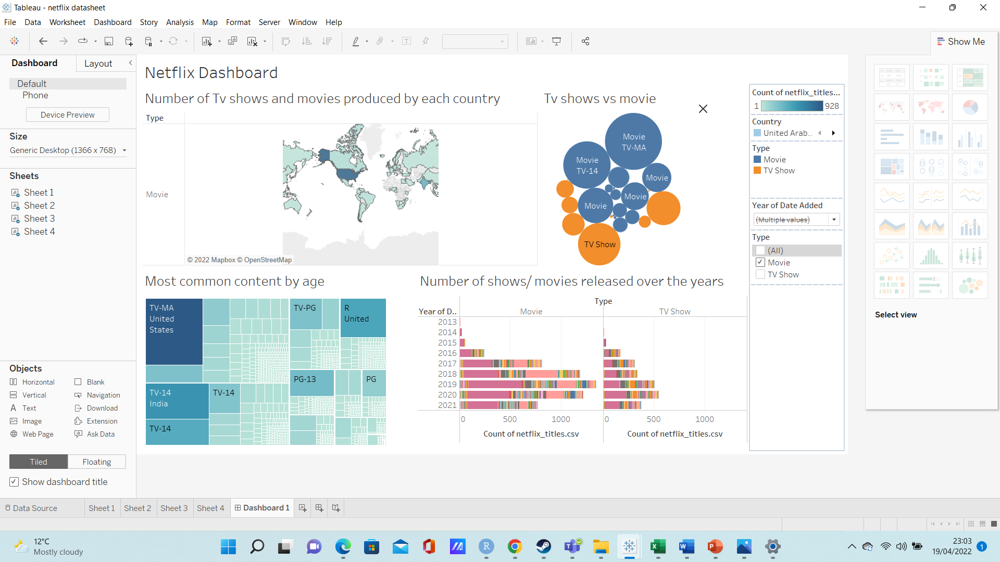 Tableau - netflix datasheet
File Data Worksheet Dashboard Story Analysis Map Format Server Window Help
Show Me
Dashboard
Layout
Default
Phone
Device Preview
Size
Generic Desktop (1366 x 768)
Sheets
Sheet 1
Sheet 2
Sheet 3
Sheet 4
Objects
Horizontal
Blank
Vertical
Navigation
Text
Download
Image
Extension
Web Page
Ask Data
Tiled
Floating
Show dashboard title
Netflix Dashboard
Number of Tv shows and movies produced by each country
Type
Movie
© 2022 Mapbox © OpenStreetMap
Tv shows vs movie
Movie
TV-MA
Movie
TV-14
Movie
Movie
Movie
TV Show
Most common content by age
TV-MA
United
States
TV-PG
R
United
PG-13
PG
TV-14
India
TV-14
TV-14
Number of shows/ movies released over the years
Type
Year of D..
Movie
TV Show
2013
2014
2015
2016
2017
2018
2019
2020
2021
0 500 1000
0 500 1000
Count of netflix_titles.csv
Count of netflix_titles.csv
Count of netflix_titles...
1 928
Country
United Arab..
Type
Movie
TV Show
Year of Date Added
(Multiple values)
Type
(All)
Movie
TV Show
Select view
Data Source
Sheet 1
Sheet 2
Sheet 3
Sheet 4
Dashboard 1
12°C
Mostly cloudy
23:03
19/04/2022
1